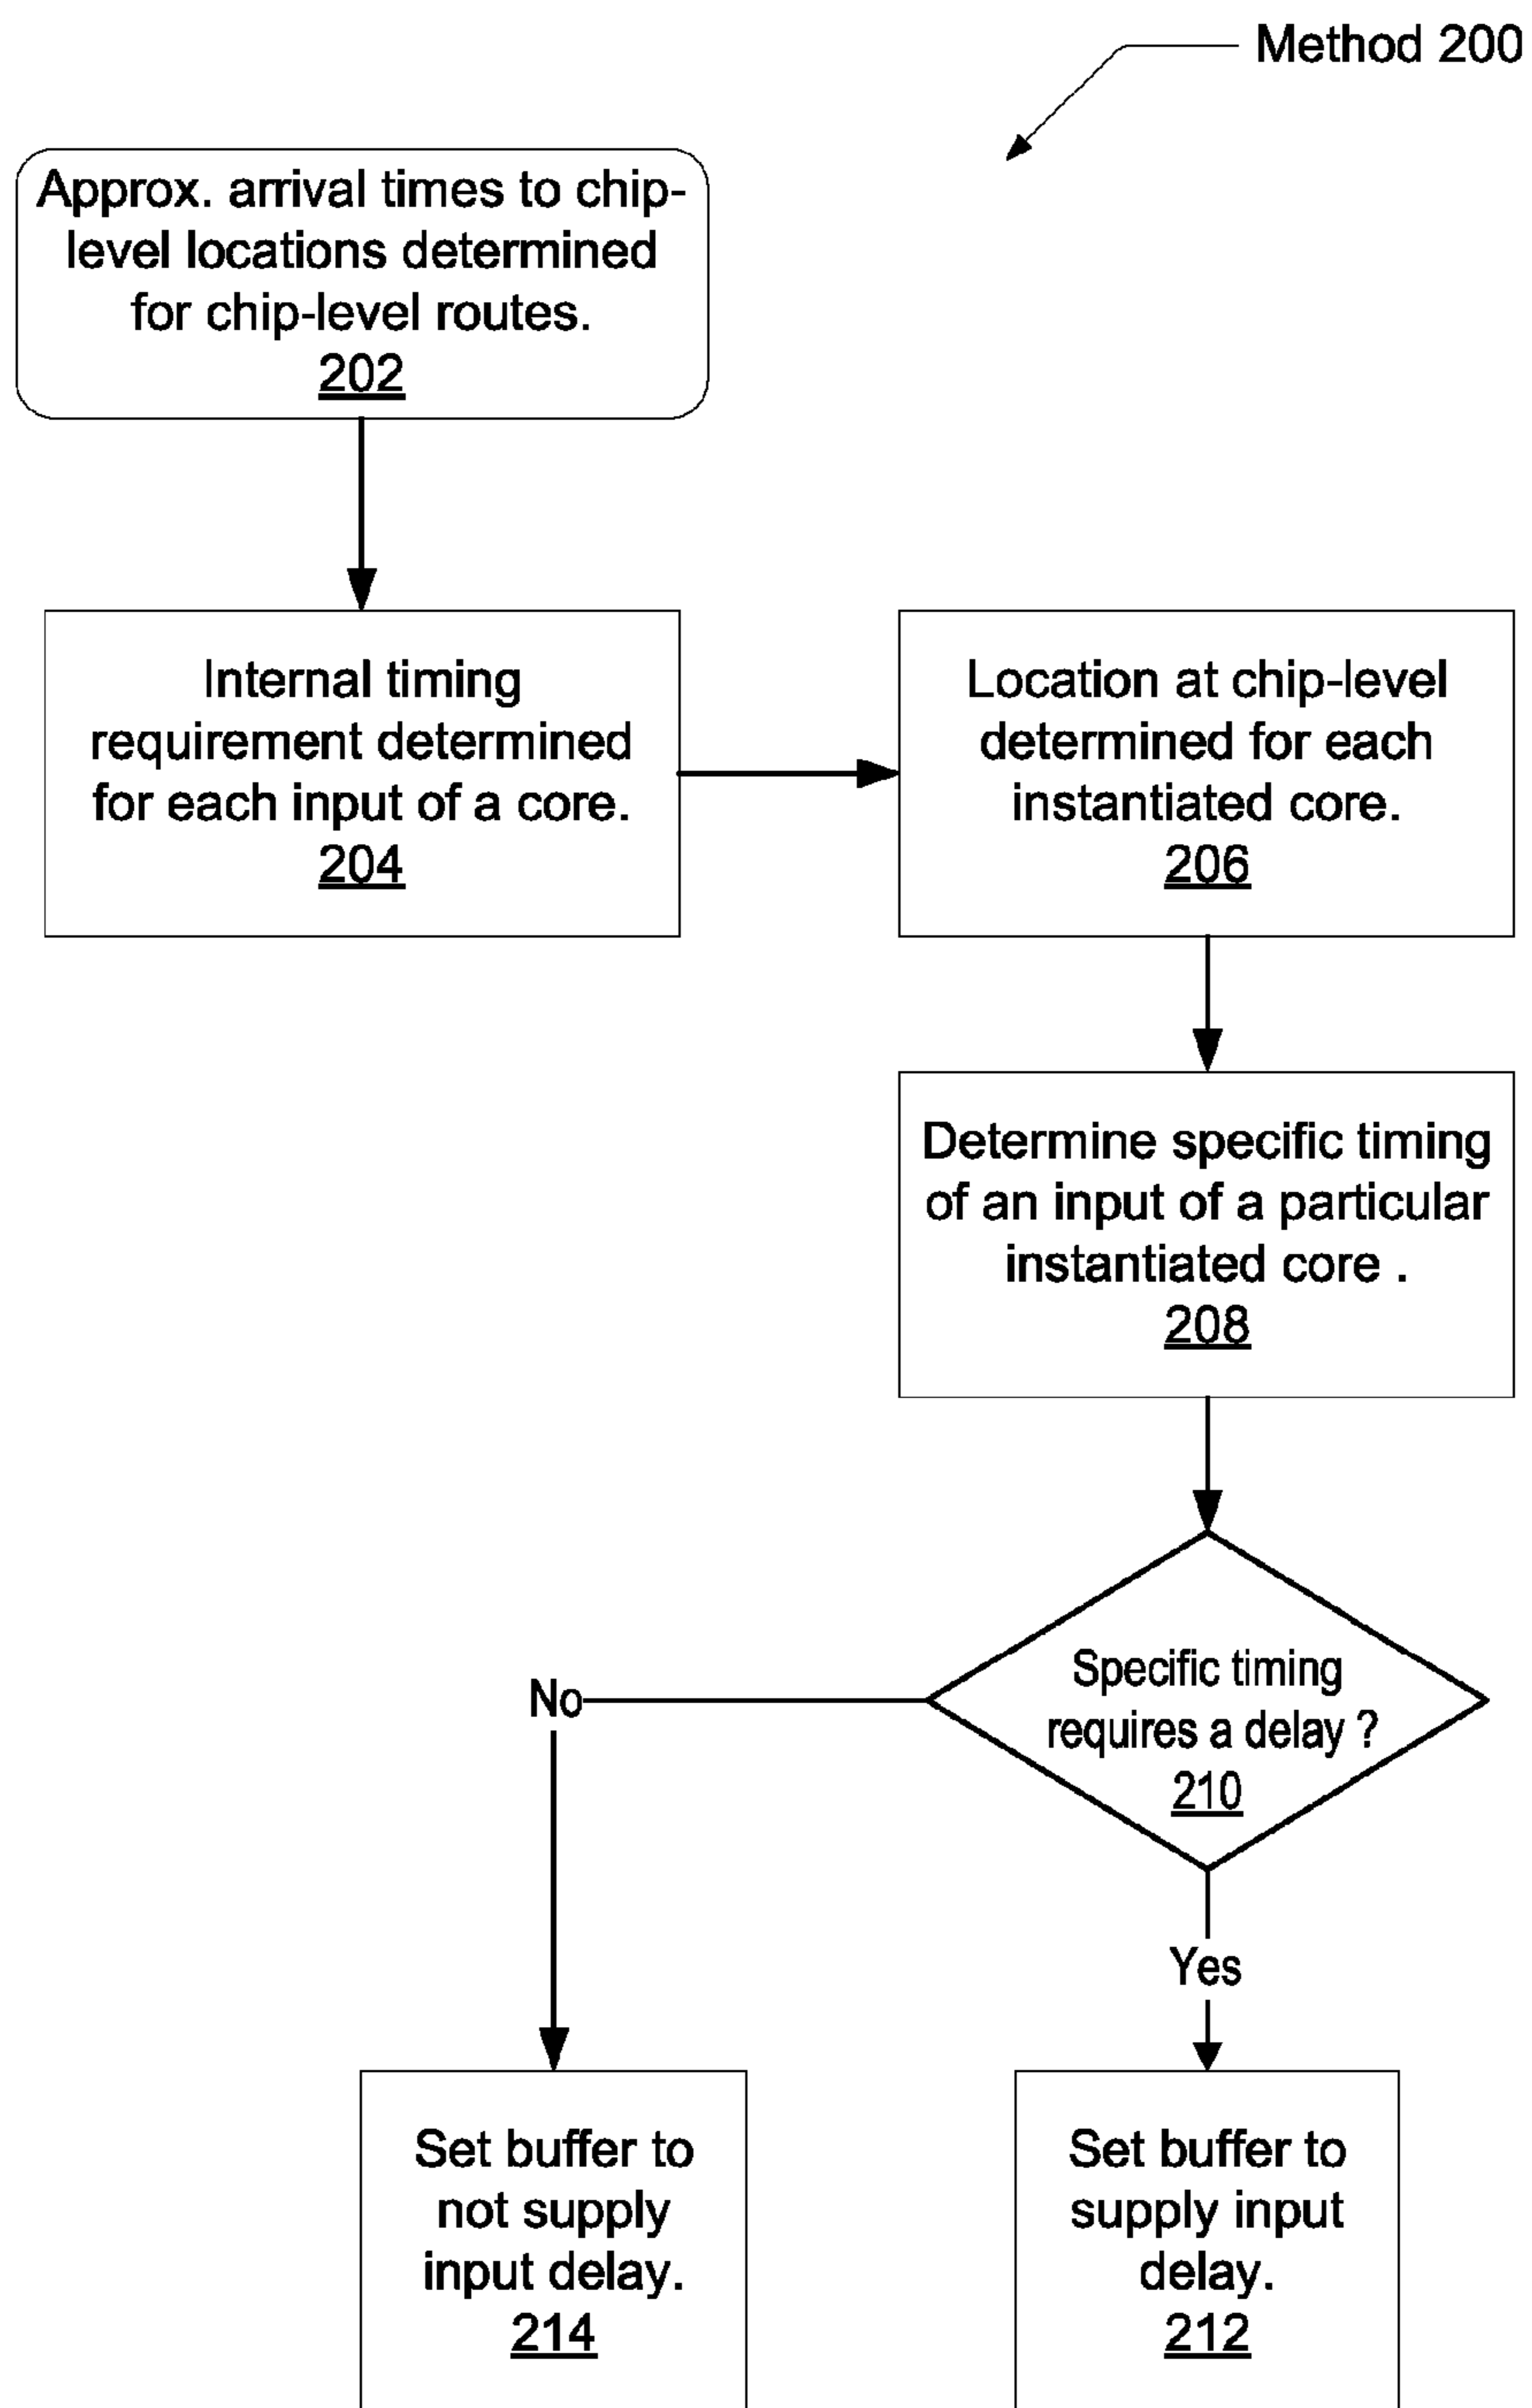 Method 200
Approx. arrival times to chip-
level locations determined
for chip-level routes.
202
Internal timing
requirement determined
for each input of a core.
204
Location at chip-level
determined for each
instantiated core.
206
Determine specific timing
of an input of a particular
instantiated core .
208
Specific timing
requires a delay ?
210
No
Yes
Set buffer to
not supply
input delay.
214
Set buffer to
supply input
delay.
212